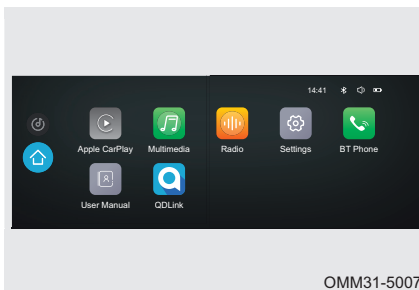 14:41
Apple CarPlay Multimedia Radio Settings BT Phone
User Manual QDLink
OMM31-5007